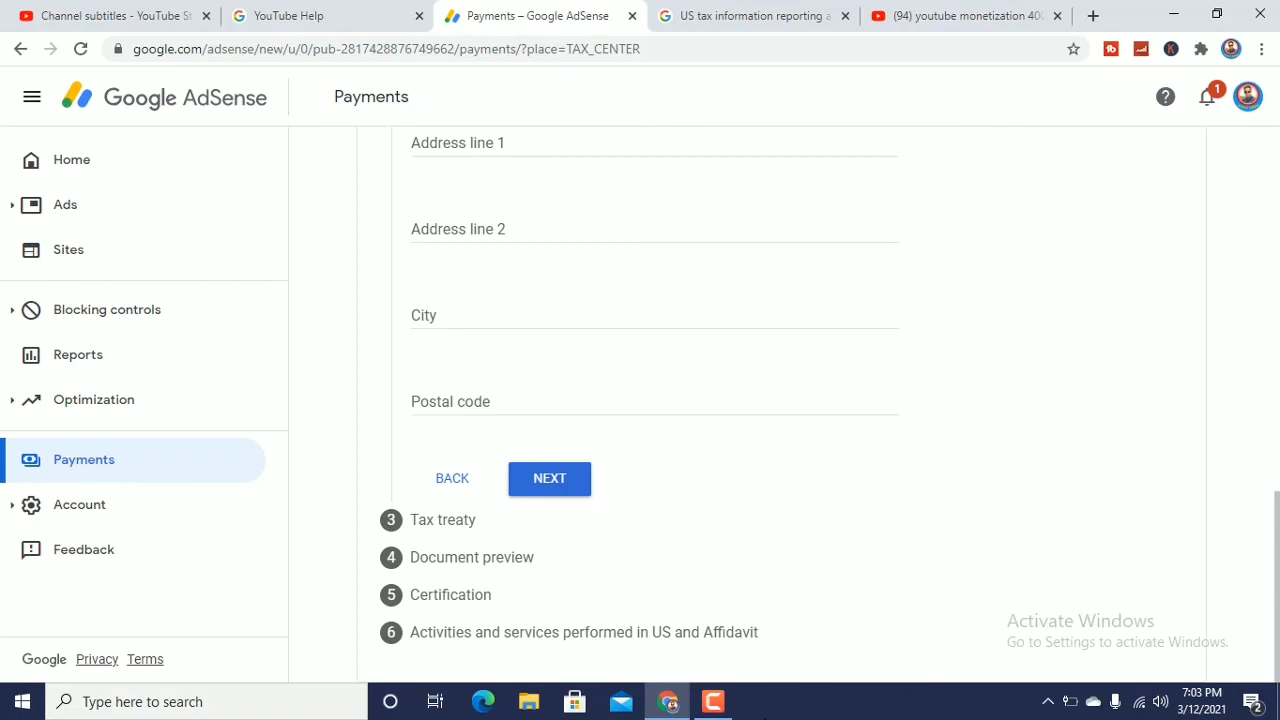 Channel subtitles - YouTube St
YouTube Help
Payments – Google AdSense
US tax information reporting a
(94) youtube monetization 400
google.com/adsense/new/u/0/pub-2817428876749662/payments/?place=TAX_CENTER
Google AdSense
Payments
1
Home
Ads
Sites
Blocking controls
Reports
Optimization
Payments
Account
Feedback
Google Privacy Terms
Address line 1
Address line 2
City
Postal code
BACK NEXT
3 Tax treaty
4 Document preview
5 Certification
6 Activities and services performed in US and Affidavit
Activate Windows
Go to Settings to activate Windows.
Type here to search
7:03 PM
3/12/2021
2